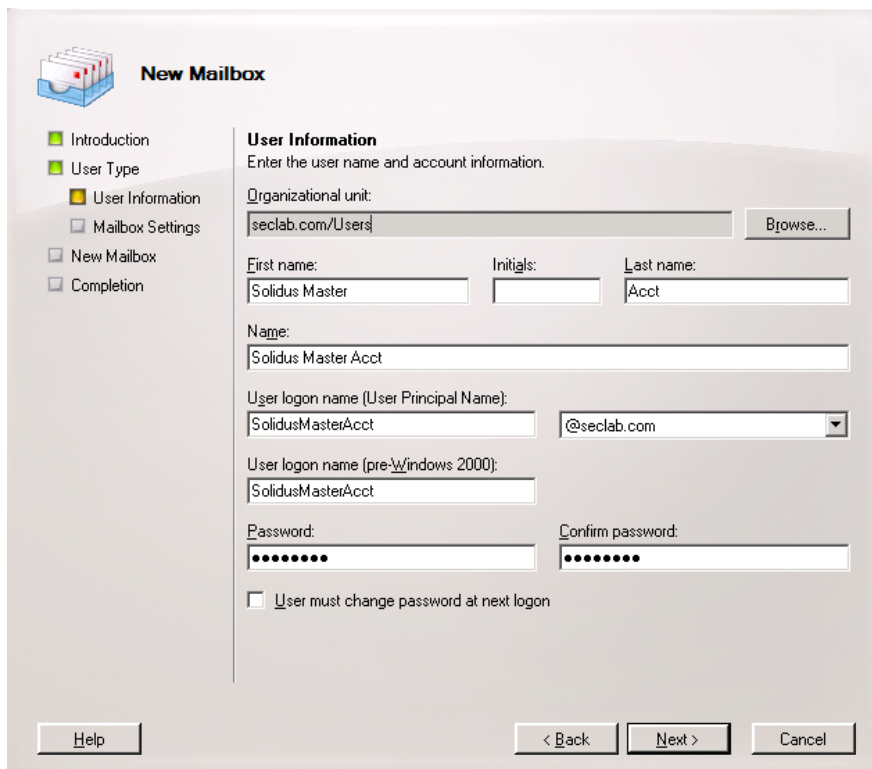 New Mailbox
Introduction
User Type
User Information
Mailbox Settings
New Mailbox
Completion
User Information
Enter the user name and account information.
Organizational unit:
seclab.com/Users
Browse...
First name: Initials: Last name:
Solidus Master Acct
Name:
Solidus Master Acct
User logon name (User Principal Name):
SolidusMasterAcct @seclab.com
User logon name (pre-Windows 2000):
SolidusMasterAcct
Password: Confirm password:
●●●●●●●● ●●●●●●●●
User must change password at next logon
Help < Back Next > Cancel